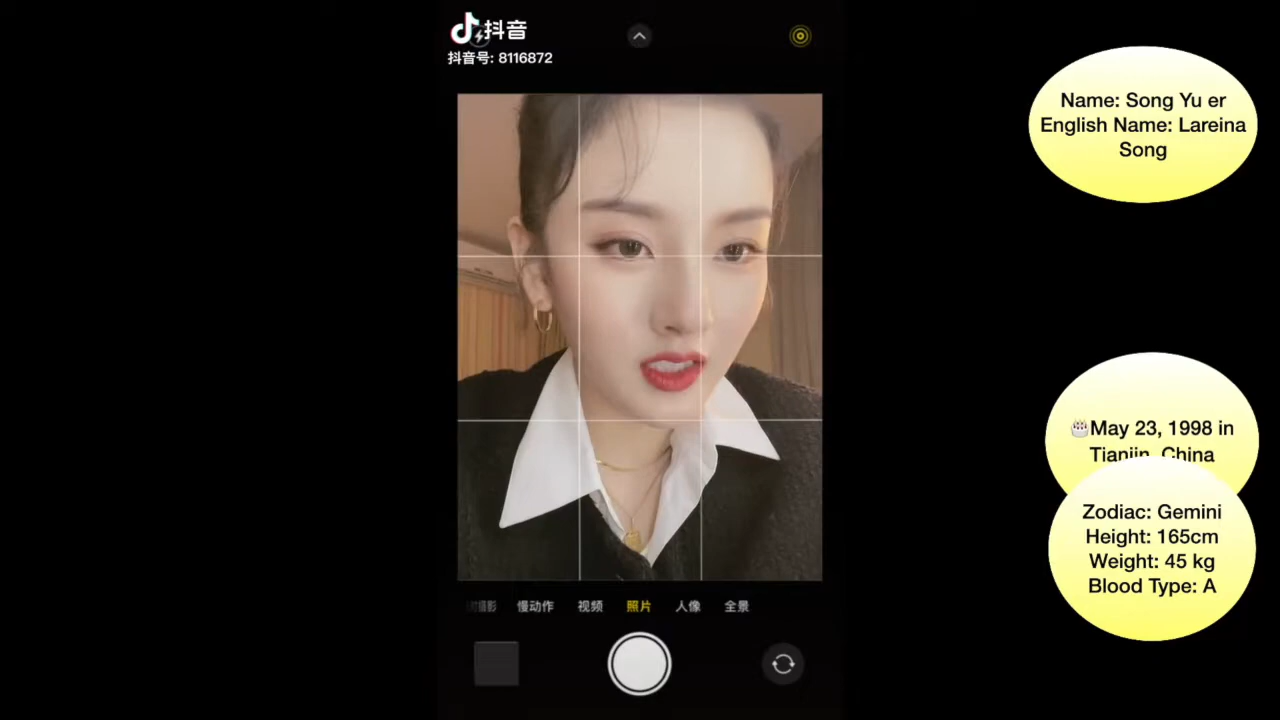 抖音
抖音号: 8116872
Name: Song Yu er
English Name: Lareina
Song
🎂May 23, 1998 in
Tianjin, China
Zodiac: Gemini
Height: 165cm
Weight: 45 kg
Blood Type: A
慢动作 视频 照片 人像 全景